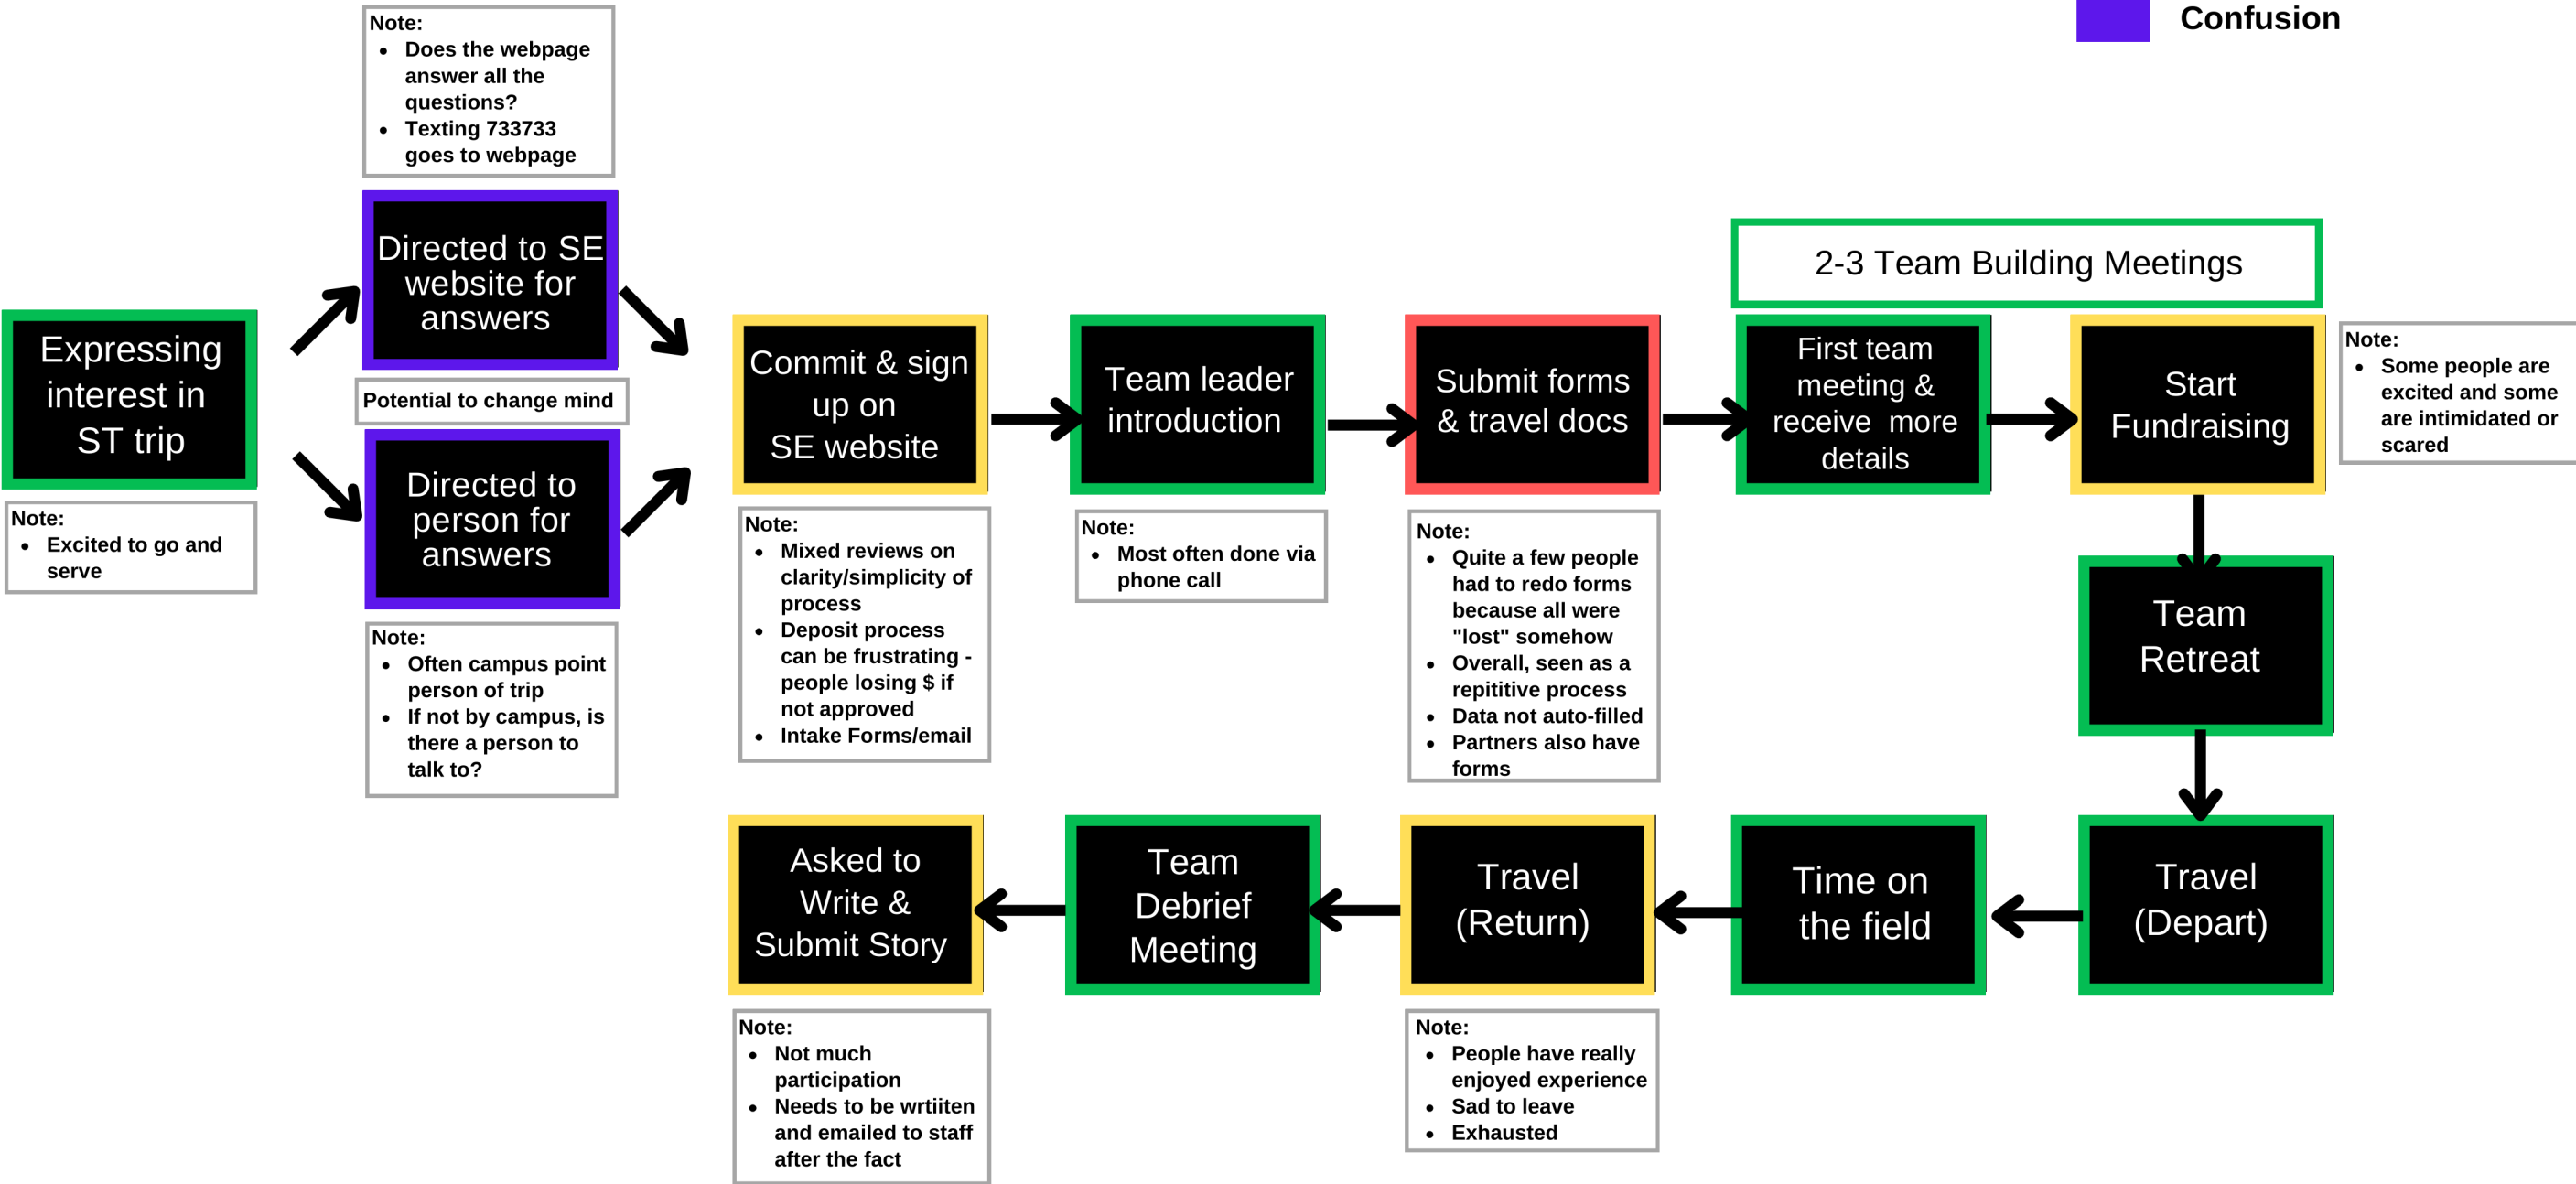 Confusion
Note:
• Does the webpage
answer all the
questions?
• Texting 733733
goes to webpage
Directed to SE
website for
answers
Potential to change mind
Expressing
interest in
ST trip
Note:
• Excited to go and
serve
Directed to
person for
answers
Note:
• Often campus point
person of trip
• If not by campus, is
there a person to
talk to?
Commit & sign
up on
SE website
Note:
• Mixed reviews on
clarity/simplicity of
process
• Deposit process
can be frustrating -
people losing $ if
not approved
• Intake Forms/email
Team leader
introduction
Note:
• Most often done via
phone call
Submit forms
& travel docs
Note:
• Quite a few people
had to redo forms
because all were
"lost" somehow
• Overall, seen as a
repititive process
• Data not auto-filled
• Partners also have
forms
2-3 Team Building Meetings
First team
meeting &
receive more
details
Start
Fundraising
Note:
• Some people are
excited and some
are intimidated or
scared
Team
Retreat
Travel
(Depart)
Time on
the field
Travel
(Return)
Note:
• People have really
enjoyed experience
• Sad to leave
• Exhausted
Team
Debrief
Meeting
Asked to
Write &
Submit Story
Note:
• Not much
participation
• Needs to be wrtiiten
and emailed to staff
after the fact